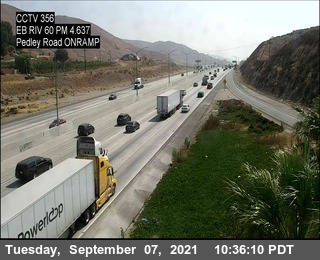 CCTV 356
EB RIV 60 PM 4.637
Pedley Road ONRAMP
Powerloop
Tuesday, September 07, 2021 10:36:10 PDT